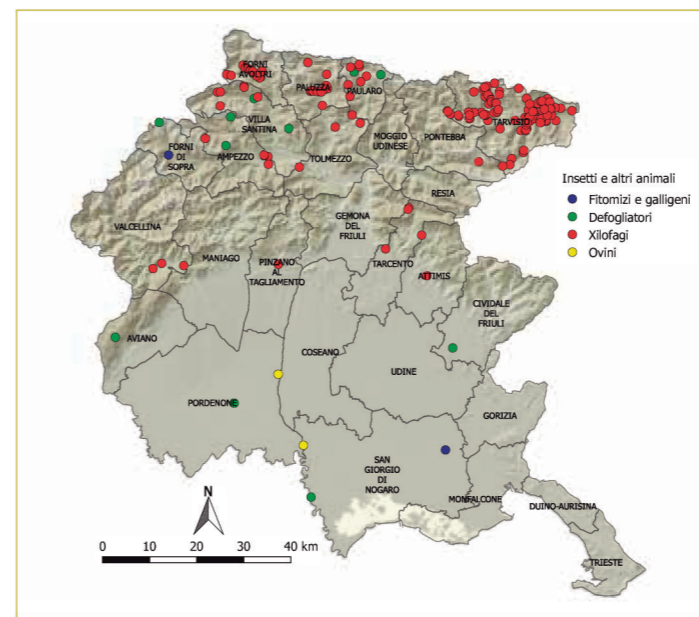 FORNI
AVOLTRI
PALUZZA
PAULARO
TARVISIO
VILLA
SANTINA
MOGGIO
UDINESE
PONTEBBA
FORNI
DI
SOPRA
AMPEZZO
TOLMEZZO
RESIA
VALCELLINA
GEMONA
DEL
FRIULI
MANIAGO
PINZANO
AL
TAGLIAMENTO
TARCENTO
ATTIMIS
CIVIDALE
DEL
FRIULI
AVIANO
COSEANO
UDINE
PORDENONE
GORIZIA
SAN
GIORGIO
DI
NOGARO
MONFALCONE
DUINO-AURISINA
TRIESTE
Insetti e altri animali
Fitomizi e galligeni
Defogliatori
Xilofagi
Ovini
N
0 10 20 30 40 km